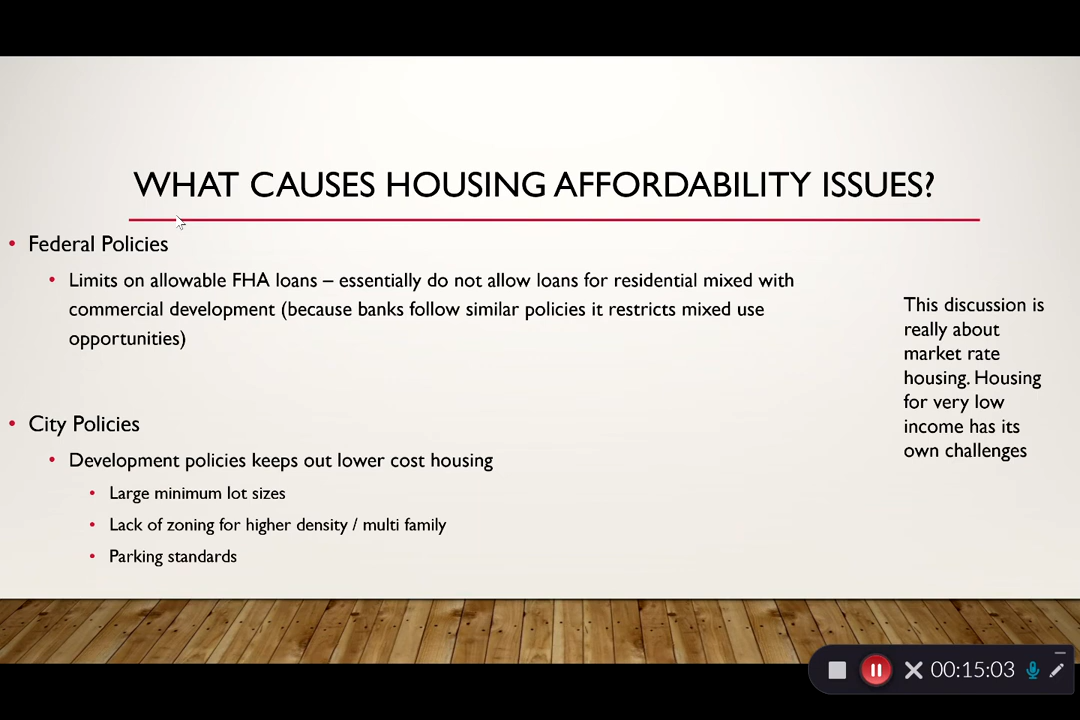 WHAT CAUSES HOUSING AFFORDABILITY ISSUES?
• Federal Policies
• Limits on allowable FHA loans – essentially do not allow loans for residential mixed with
commercial development (because banks follow similar policies it restricts mixed use
opportunities)
• City Policies
• Development policies keeps out lower cost housing
• Large minimum lot sizes
• Lack of zoning for higher density / multi family
• Parking standards
This discussion is
really about
market rate
housing. Housing
for very low
income has its
own challenges
00:15:03